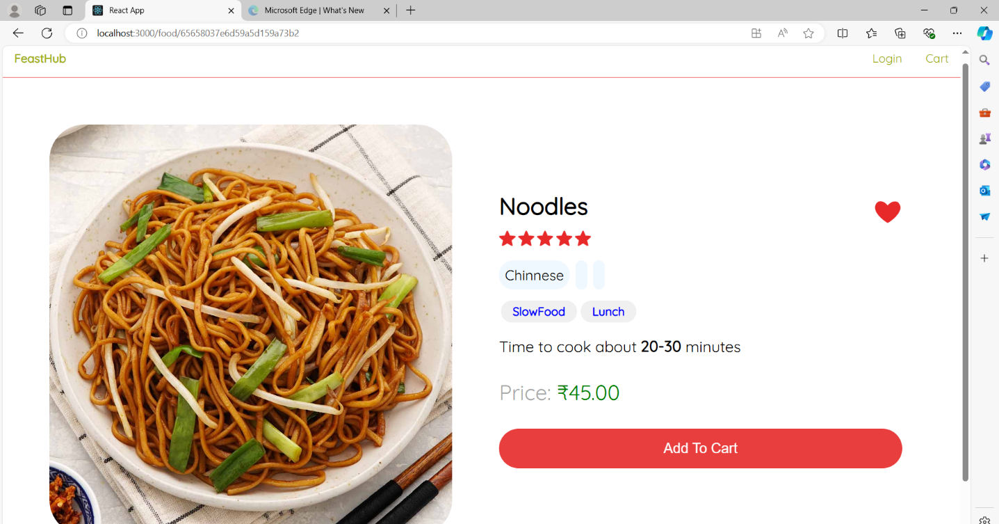 React App
Microsoft Edge | What's New
localhost:3000/food/65658037e6d59a5d159a73b2
FeastHub
Login
Cart
Noodles
Chinnese
SlowFood
Lunch
Time to cook about 20-30 minutes
Price: ₹45.00
Add To Cart